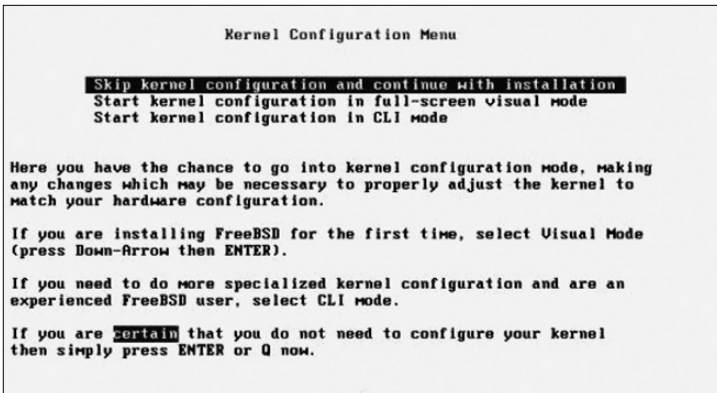 Kernel Configuration Menu
Skip kernel configuration and continue with installation
Start kernel configuration in full-screen visual mode
Start kernel configuration in CLI mode
Here you have the chance to go into kernel configuration mode, making
any changes which may be necessary to properly adjust the kernel to
match your hardware configuration.
If you are installing FreeBSD for the first time, select Visual Mode
(press Down-Arrow then ENTER).
If you need to do more specialized kernel configuration and are an
experienced FreeBSD user, select CLI mode.
If you are certain that you do not need to configure your kernel
then simply press ENTER or Q now.